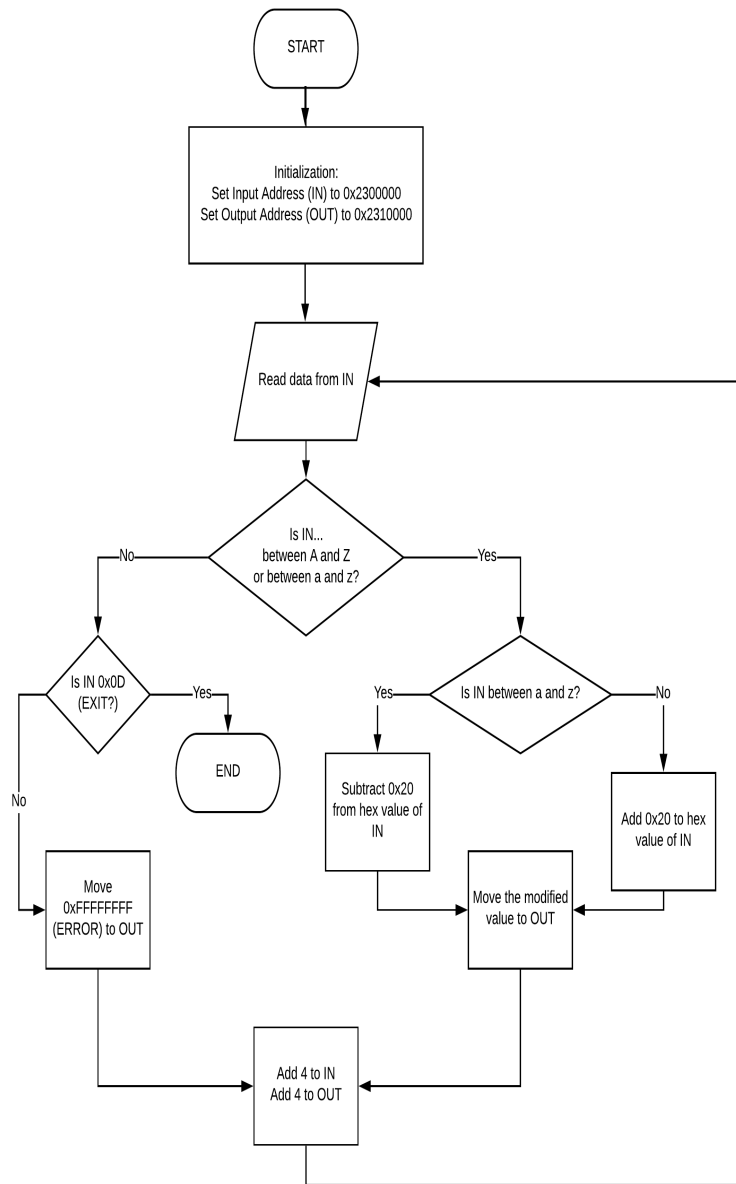 START
Initialization:
Set Input Address (IN) to 0x2300000
Set Output Address (OUT) to 0x2310000
Read data from IN
Is IN...
between A and Z
or between a and z?
No
Yes
Is IN 0x0D
(EXIT?)
Yes
No
END
Is IN between a and z?
Yes
No
Subtract 0x20
from hex value of
IN
Add 0x20 to hex
value of IN
Move
0xFFFFFFFF
(ERROR) to OUT
Move the modified
value to OUT
Add 4 to IN
Add 4 to OUT